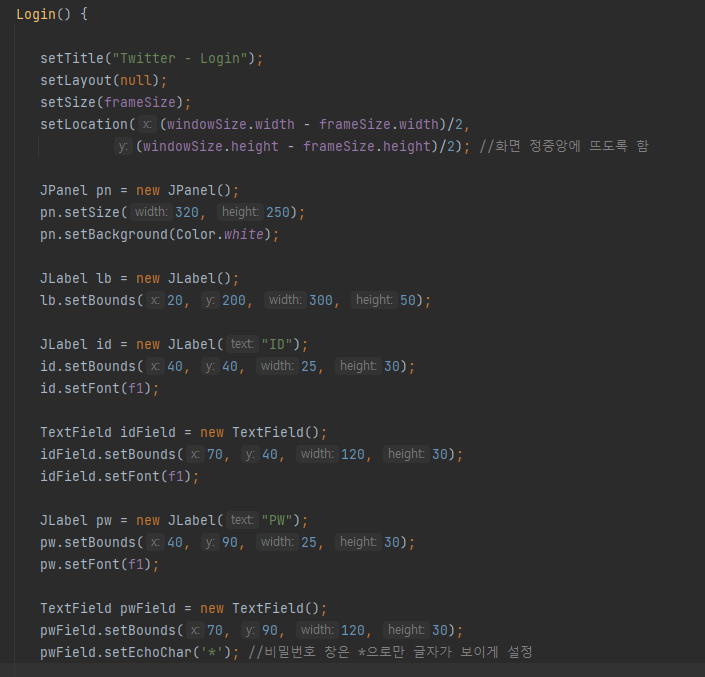 Login() {
setTitle("Twitter - Login");
setLayout(null);
setSize(frameSize);
setLocation( x: (windowSize.width - frameSize.width)/2,
y: (windowSize.height - frameSize.height)/2); //화면 정중앙에 뜨도록 함
JPanel pn = new JPanel();
pn.setSize( width: 320, height: 250);
pn.setBackground(Color.white);
JLabel lb = new JLabel();
lb.setBounds( x: 20, y: 200, width: 300, height: 50);
JLabel id = new JLabel( text: "ID");
id.setBounds( x: 40, y: 40, width: 25, height: 30);
id.setFont(f1);
TextField idField = new TextField();
idField.setBounds( x: 70, y: 40, width: 120, height: 30);
idField.setFont(f1);
JLabel pw = new JLabel( text: "PW");
pw.setBounds( x: 40, y: 90, width: 25, height: 30);
pw.setFont(f1);
TextField pwField = new TextField();
pwField.setBounds( x: 70, y: 90, width: 120, height: 30);
pwField.setEchoChar('*'); //비밀번호 창은 *으로만 글자가 보이게 설정